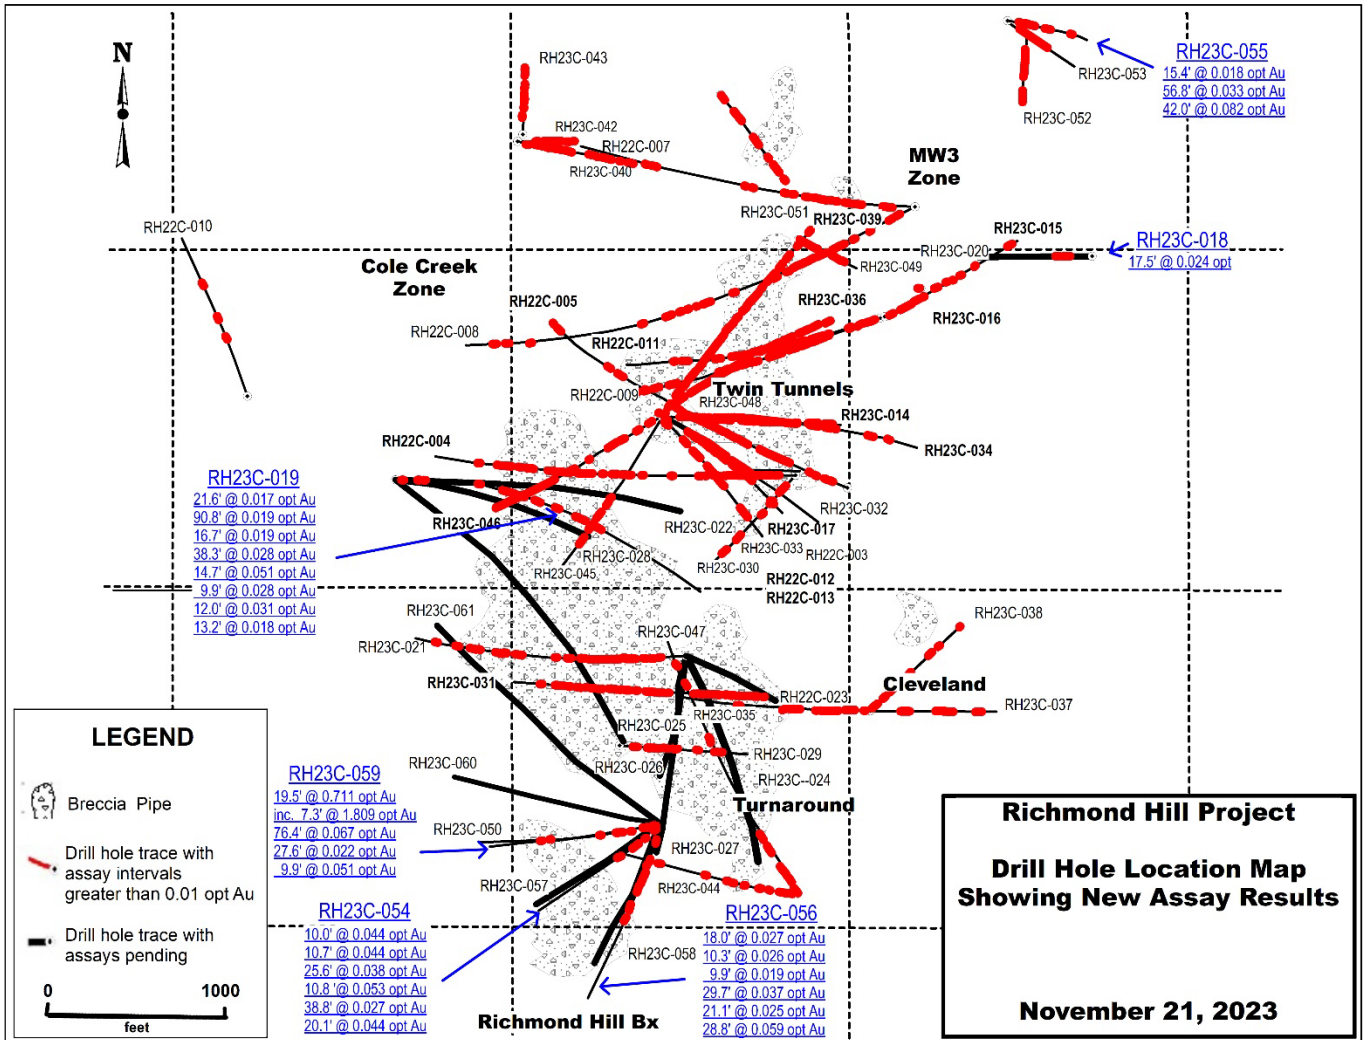 N
RH23C-043
RH23C-042
RH22C-007
RH23C-040
RH23C-053
RH23C-052
RH23C-055
15.4' @ 0.018 opt Au
56.8' @ 0.033 opt Au
42.0' @ 0.082 opt Au
MW3
Zone
RH23C-051
RH23C-039
RH23C-049
RH22C-010
RH23C-020
RH23C-015
RH23C-018
17.5' @ 0.024 opt
Cole Creek
Zone
RH22C-005
RH22C-008
RH22C-011
RH23C-036
RH23C-016
RH22C-009
RH23C-048
Twin Tunnels
RH23C-014
RH23C-034
RH22C-004
RH23C-019
21.6' @ 0.017 opt Au
90.8' @ 0.019 opt Au
16.7' @ 0.019 opt Au
38.3' @ 0.028 opt Au
14.7' @ 0.051 opt Au
9.9' @ 0.028 opt Au
12.0' @ 0.031 opt Au
13.2' @ 0.018 opt Au
RH23C-046
RH23C-022
RH23C-017
RH23C-032
RH23C-033
RH22C-003
RH23C-028
RH23C-045
RH23C-030
RH22C-012
RH22C-013
RH23C-061
RH23C-021
RH23C-047
RH23C-038
RH23C-031
RH22C-023
Cleveland
RH23C-037
RH23C-025
RH23C-035
RH23C-029
RH23C-026
RH23C--024
RH23C-060
Turnaround
RH23C-059
19.5' @ 0.711 opt Au
inc. 7.3' @ 1.809 opt Au
76.4' @ 0.067 opt Au
27.6' @ 0.022 opt Au
9.9' @ 0.051 opt Au
RH23C-050
RH23C-027
RH23C-057
RH23C-044
RH23C-054
10.0' @ 0.044 opt Au
10.7' @ 0.044 opt Au
25.6' @ 0.038 opt Au
10.8 '@ 0.053 opt Au
38.8' @ 0.027 opt Au
20.1' @ 0.044 opt Au
RH23C-058
RH23C-056
18.0' @ 0.027 opt Au
10.3' @ 0.026 opt Au
9.9' @ 0.019 opt Au
29.7' @ 0.037 opt Au
21.1' @ 0.025 opt Au
28.8' @ 0.059 opt Au
Richmond Hill Bx
LEGEND
Breccia Pipe
Drill hole trace with
assay intervals
greater than 0.01 opt Au
Drill hole trace with
assays pending
0
1000
feet
Richmond Hill Project
Drill Hole Location Map
Showing New Assay Results
November 21, 2023